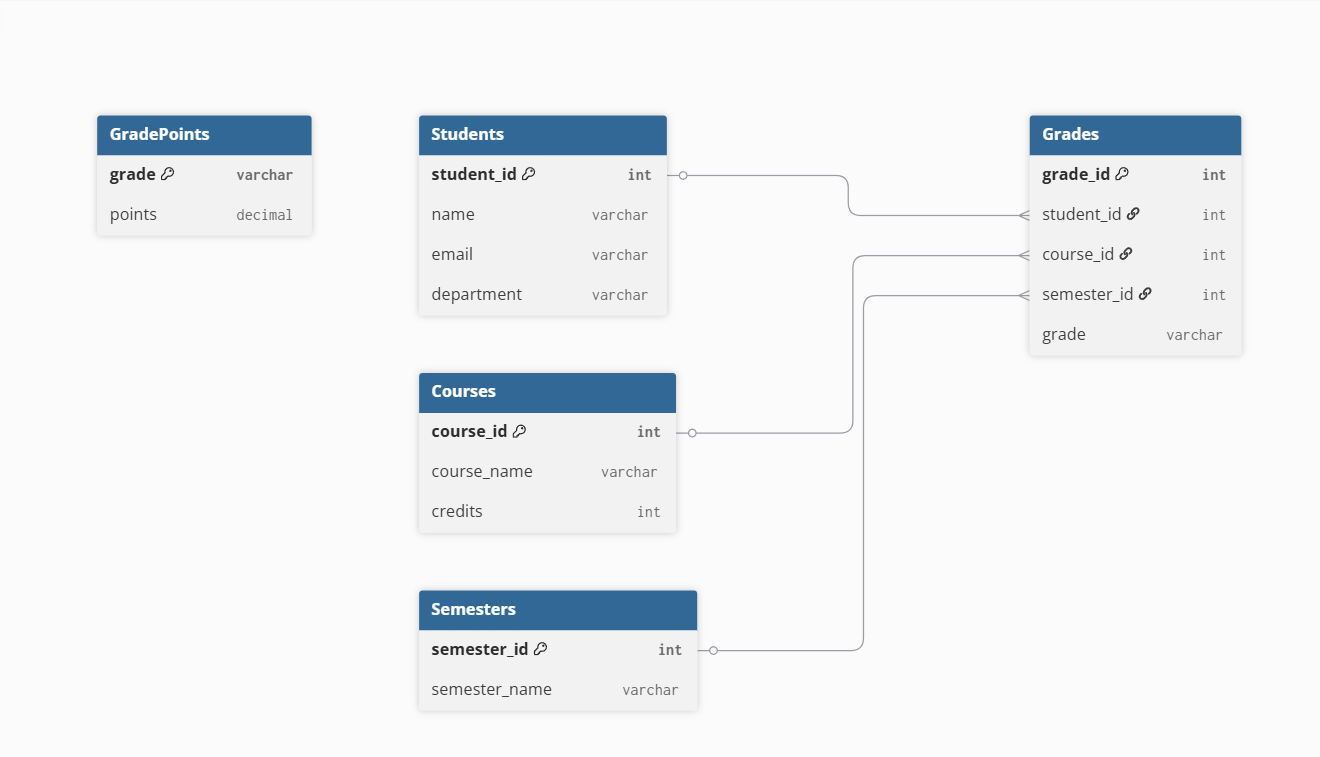 GradePoints
grade varchar
points decimal
Students
student_id int
name varchar
email varchar
department varchar
Courses
course_id int
course_name varchar
credits int
Semesters
semester_id int
semester_name varchar
Grades
grade_id int
student_id int
course_id int
semester_id int
grade varchar